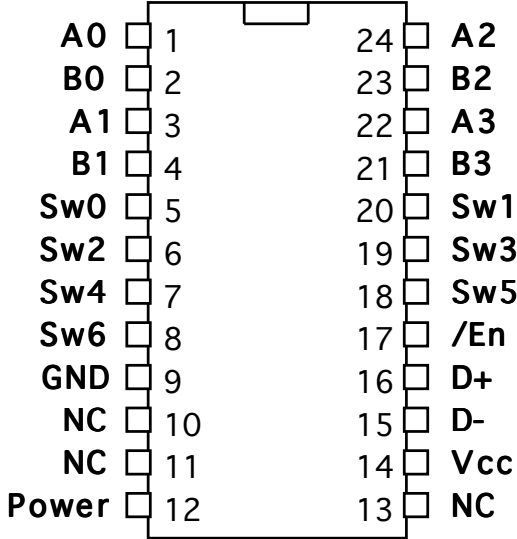 A0 1 24 A2
B0 2 23 B2
A1 3 22 A3
B1 4 21 B3
Sw0 5 20 Sw1
Sw2 6 19 Sw3
Sw4 7 18 Sw5
Sw6 8 17 /En
GND 9 16 D+
NC 10 15 D-
NC 11 14 Vcc
Power 12 13 NC